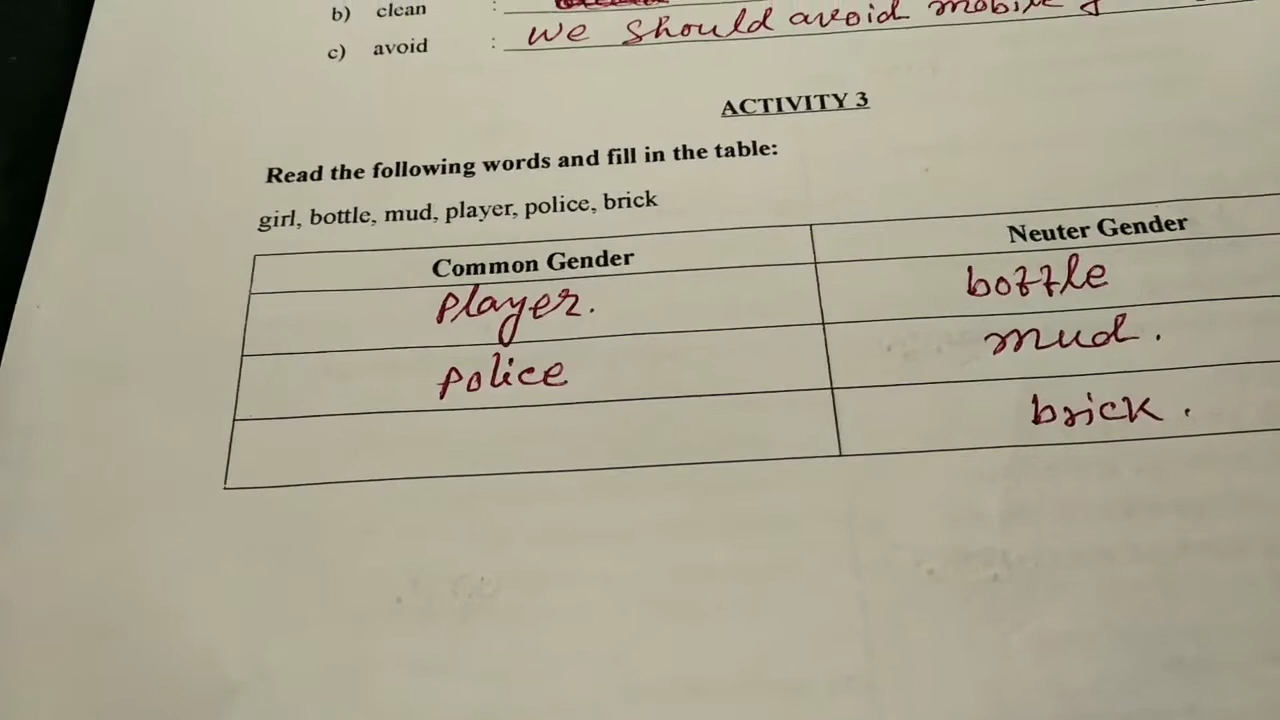 b) clean :
c) avoid : we should avoid mobile
ACTIVITY 3
Read the following words and fill in the table:
girl, bottle, mud, player, police, brick
Common Gender Neuter Gender
player. bottle
police mud.
brick.